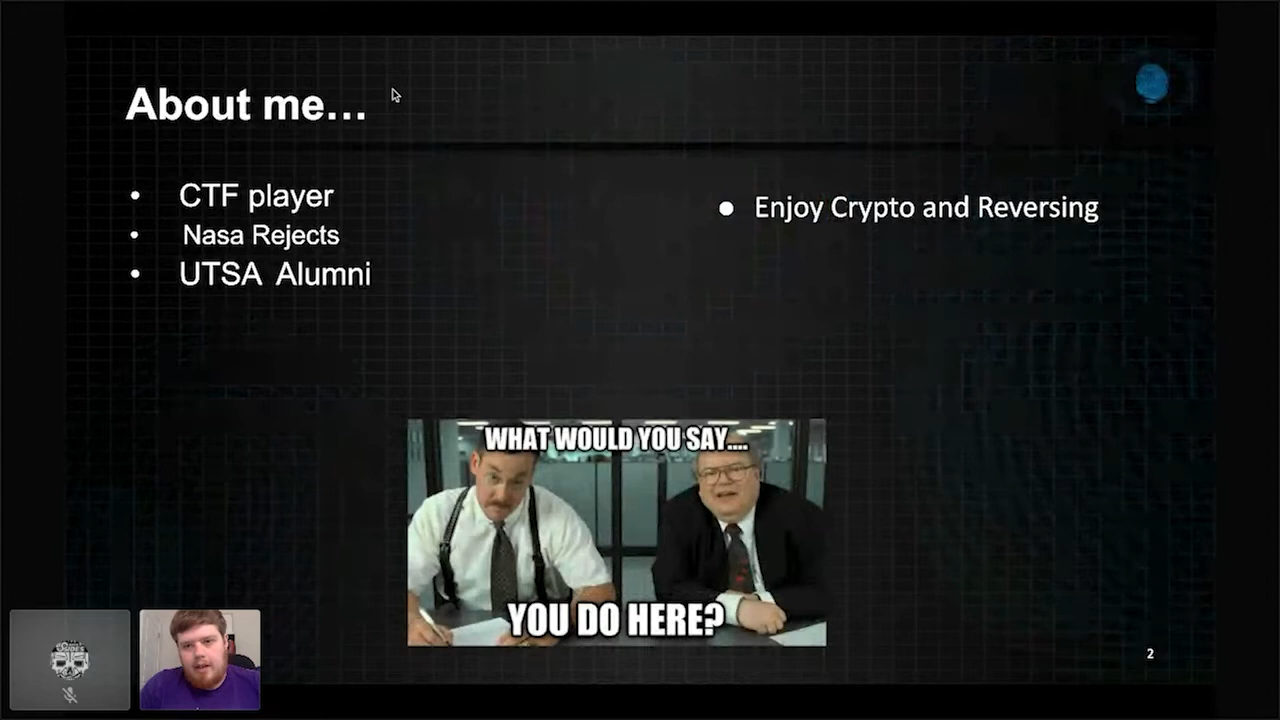 About me...
• CTF player
• Nasa Rejects
• UTSA Alumni
● Enjoy Crypto and Reversing
WHAT WOULD YOU SAY....
YOU DO HERE?
2